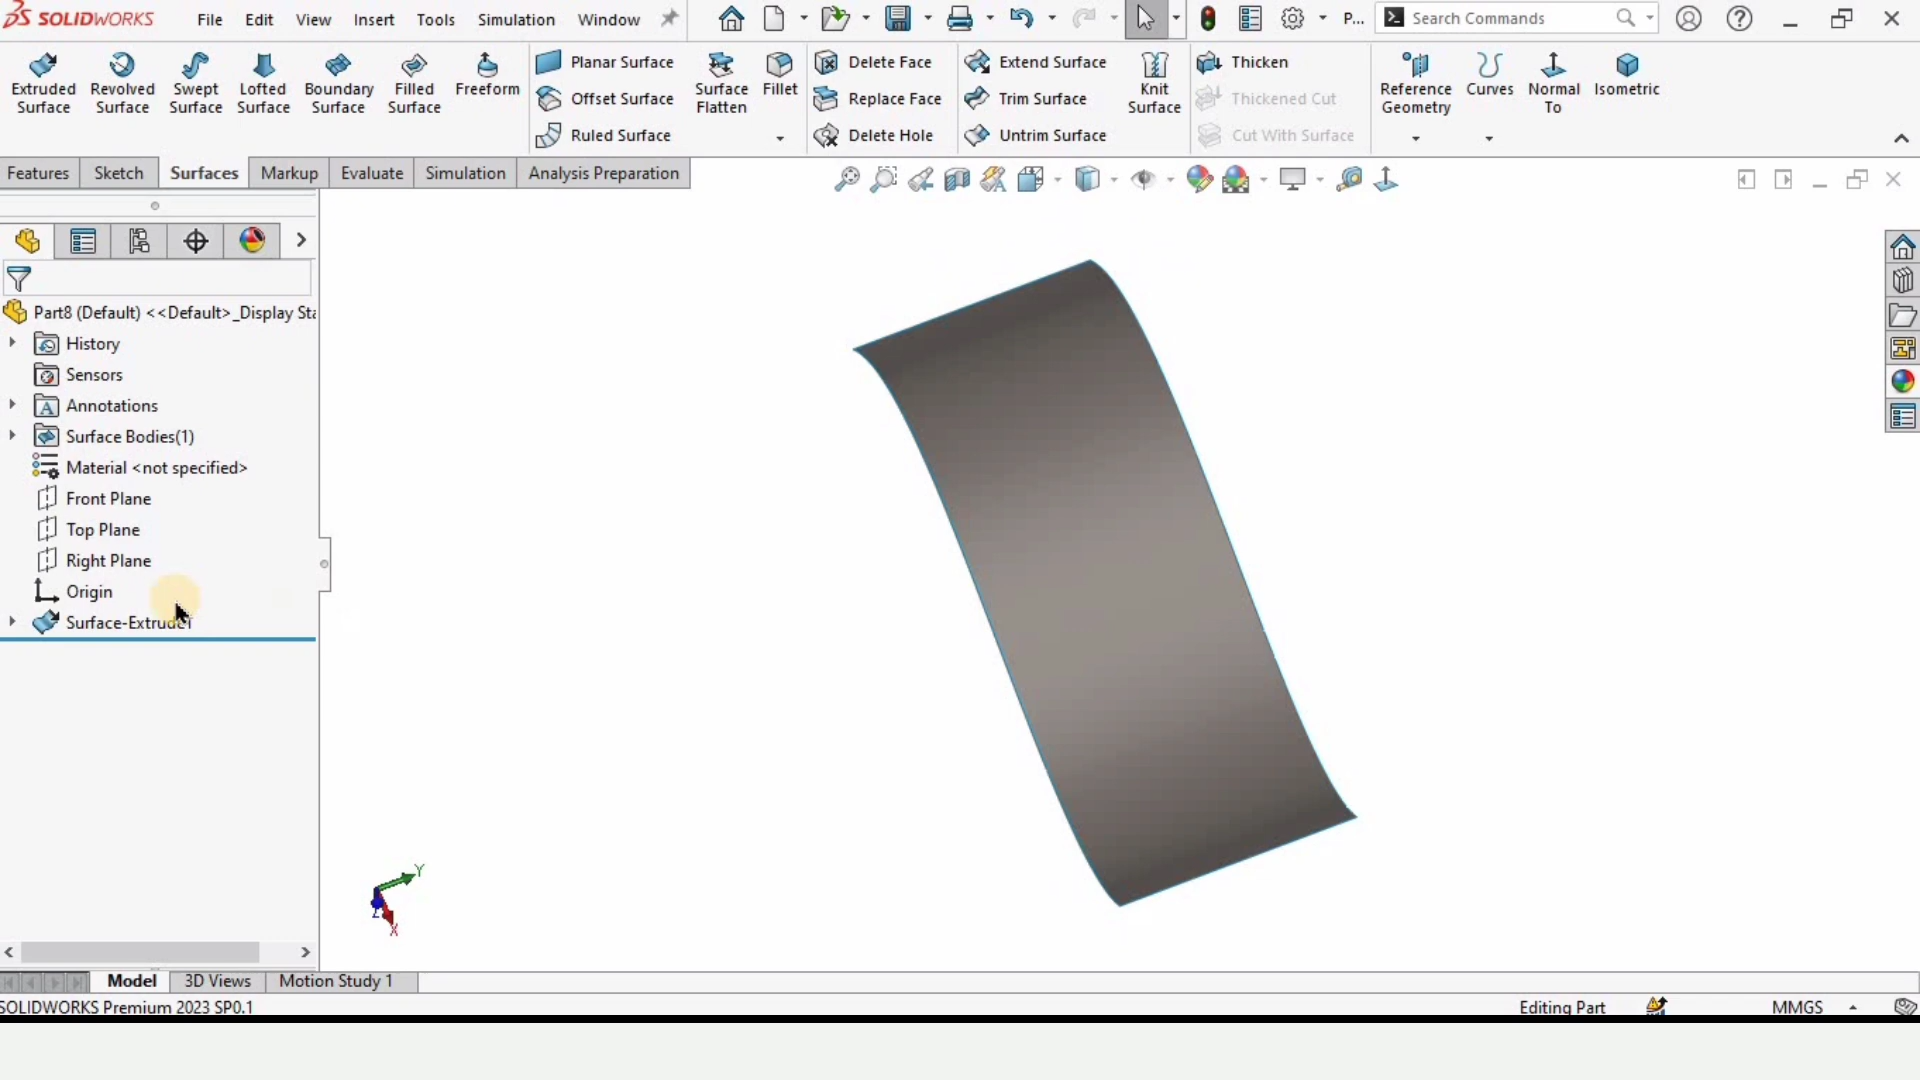 SOLIDWORKS File Edit View Insert Tools Simulation Window P... Search Commands
Extruded Surface
Revolved Surface
Swept Surface
Lofted Surface
Boundary Surface
Filled Surface
Freeform
Planar Surface
Offset Surface
Ruled Surface
Surface Flatten
Fillet
Delete Face
Replace Face
Delete Hole
Extend Surface
Trim Surface
Untrim Surface
Knit Surface
Thicken
Thickened Cut
Cut With Surface
Reference Geometry
Curves
Normal To
Isometric
Features Sketch Surfaces Markup Evaluate Simulation Analysis Preparation
Part8 (Default) <<Default>_Display Sta
History
Sensors
Annotations
Surface Bodies(1)
Material <not specified>
Front Plane
Top Plane
Right Plane
Origin
Surface-Extrude1
Y
Z
X
Model 3D Views Motion Study 1
SOLIDWORKS Premium 2023 SP0.1 Editing Part MMGS